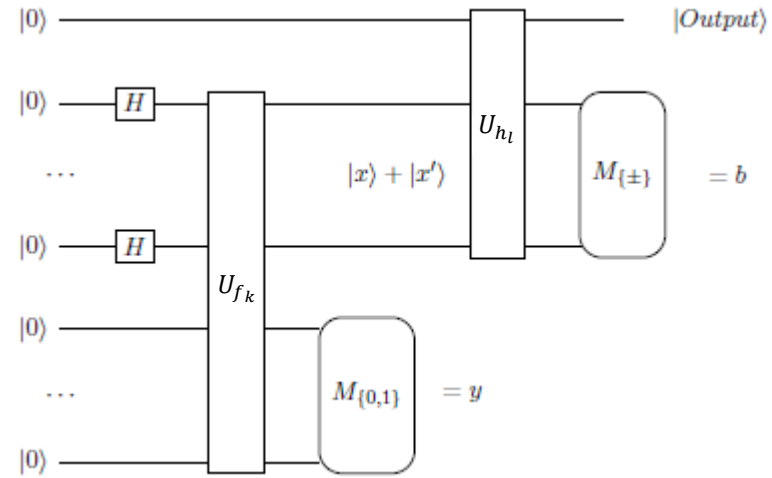 |0⟩ |Output⟩
|0⟩ H
U_{h_l}
... |x⟩ + |x′⟩ M_{{±}} = b
|0⟩ H
U_{f_k}
|0⟩
... M_{{0,1}} = y
|0⟩